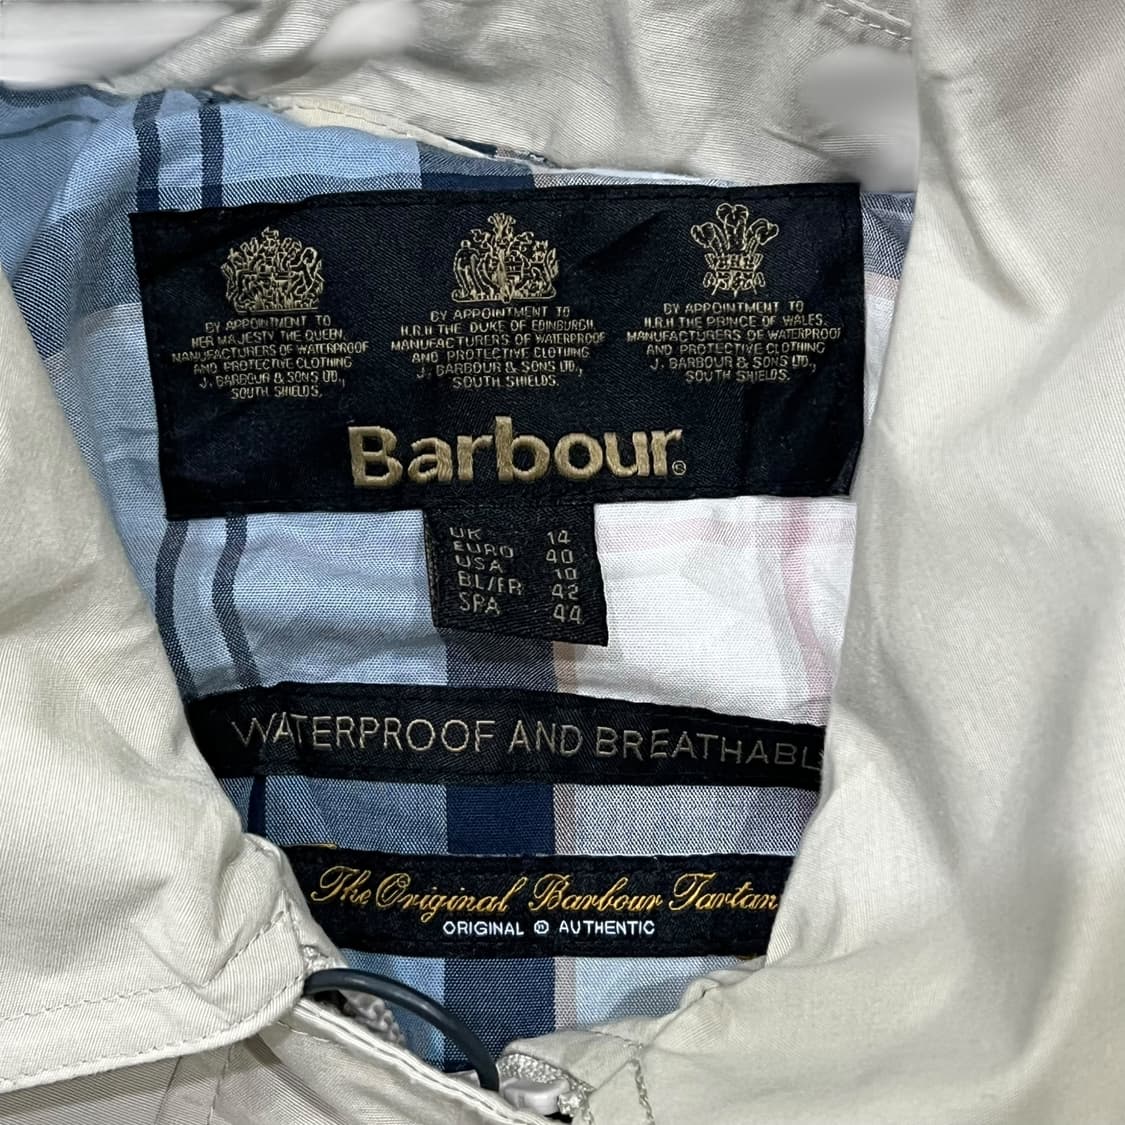 BY APPOINTMENT TO
HER MAJESTY THE QUEEN,
MANUFACTURERS OF WATERPROOF
AND PROTECTIVE CLOTHING
J. BARBOUR & SONS LTD.,
SOUTH SHIELDS.
BY APPOINTMENT TO
H.R.H THE DUKE OF EDINBURGH,
MANUFACTURERS OF WATERPROOF
AND PROTECTIVE CLOTHING
J. BARBOUR & SONS LTD.,
SOUTH SHIELDS.
BY APPOINTMENT TO
H.R.H THE PRINCE OF WALES.
MANUFACTURERS OF WATERPROOF
AND PROTECTIVE CLOTHING
J. BARBOUR & SONS LTD.,
SOUTH SHIELDS.
Barbour®
UK 14
EURO 40
USA 10
BL/FR 42
SPA 44
WATERPROOF AND BREATHABL
The Original Barbour Tartan
ORIGINAL ® AUTHENTIC